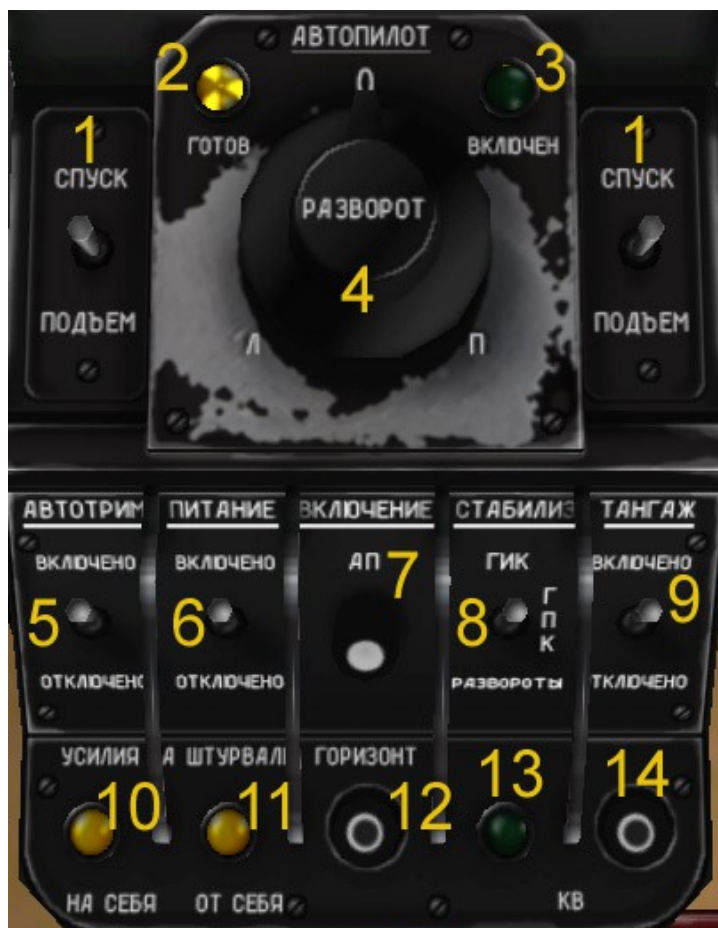 АВТОПИЛОТ
2
3
ГОТОВ
ВКЛЮЧЕН
1
СПУСК
ПОДЪЕМ
РАЗВОРОТ
4
Л
П
1
СПУСК
ПОДЪЕМ
АВТОТРИМ
ВКЛЮЧЕНО
5
ОТКЛЮЧЕНО
ПИТАНИЕ
ВКЛЮЧЕНО
6
ОТКЛЮЧЕНО
ВКЛЮЧЕНИЕ
АП
7
СТАБИЛИЗ
ГИК
8
Г
П
К
РАЗВОРОТЫ
ТАНГАЖ
ВКЛЮЧЕНО
9
ТКЛЮЧЕНО
УСИЛИЯ А ШТУРВАЛ
ГОРИЗОНТ
10
11
12
13
14
НА СЕБЯ
ОТ СЕБЯ
КВ